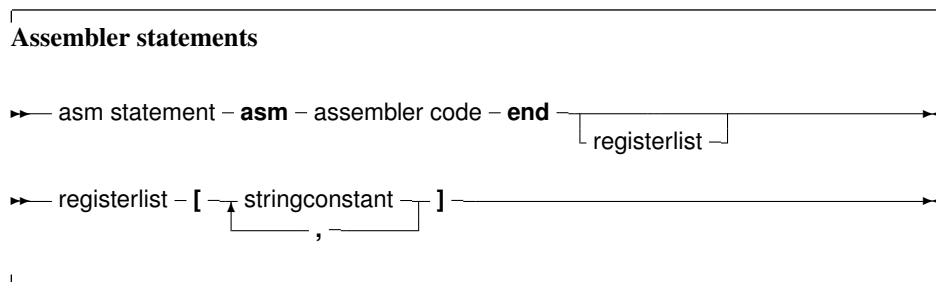 Assembler statements
asm statement – asm – assembler code – end
registerlist
registerlist – [ stringconstant ]
,